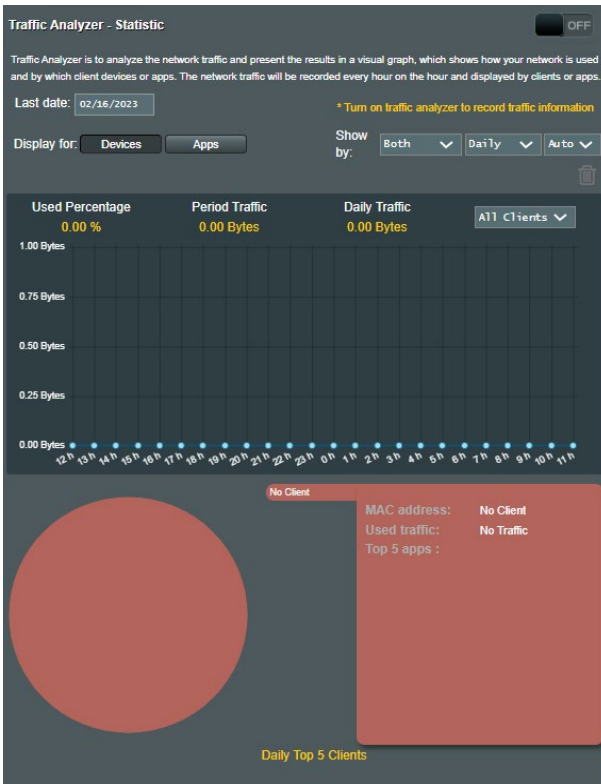 Traffic Analyzer - Statistic
OFF
Traffic Analyzer is to analyze the network traffic and present the results in a visual graph, which shows how your network is used
and by which client devices or apps. The network traffic will be recorded every hour on the hour and displayed by clients or apps.
Last date: 02/16/2023
* Turn on traffic analyzer to record traffic information
Display for: Devices Apps
Show by: Both Daily Auto
Used Percentage Period Traffic Daily Traffic All Clients
0.00 % 0.00 Bytes 0.00 Bytes
1.00 Bytes
0.75 Bytes
0.50 Bytes
0.25 Bytes
0.00 Bytes
12 h 13 h 14 h 15 h 16 h 17 h 18 h 19 h 20 h 21 h 22 h 23 h 0 h 1 h 2 h 3 h 4 h 5 h 6 h 7 h 8 h 9 h 10 h 11 h
No Client
MAC address: No Client
Used traffic: No Traffic
Top 5 apps :
Daily Top 5 Clients